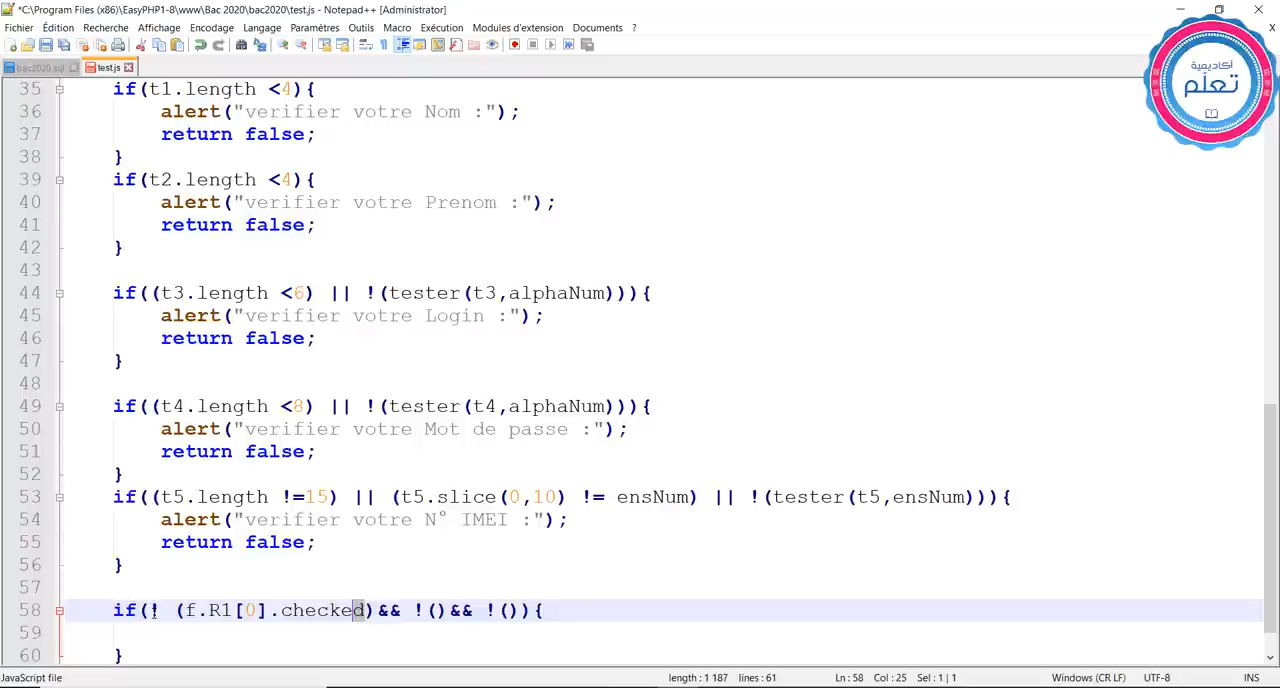 *C:\Program Files (x86)\EasyPHP1-8\www\Bac 2020\bac2020\test.js - Notepad++ [Administrator]
Fichier Édition Recherche Affichage Encodage Langage Paramètres Outils Macro Exécution Modules d'extension Documents ? X
bac2020.sql test.js
أكاديمية
تعلّم
35 if(t1.length <4){
36 alert("verifier votre Nom :");
37 return false;
38 }
39 if(t2.length <4){
40 alert("verifier votre Prenom :");
41 return false;
42 }
43
44 if((t3.length <6) || !(tester(t3,alphaNum))){
45 alert("verifier votre Login :");
46 return false;
47 }
48
49 if((t4.length <8) || !(tester(t4,alphaNum))){
50 alert("verifier votre Mot de passe :");
51 return false;
52 }
53 if((t5.length !=15) || (t5.slice(0,10) != ensNum) || !(tester(t5,ensNum))){
54 alert("verifier votre N° IMEI :");
55 return false;
56 }
57
58 if(! (f.R1[0].checked)&& !()&& !()){
59
60 }
JavaScript file length : 1 187 lines : 61 Ln : 58 Col : 25 Sel : 1 | 1 Windows (CR LF) UTF-8 INS